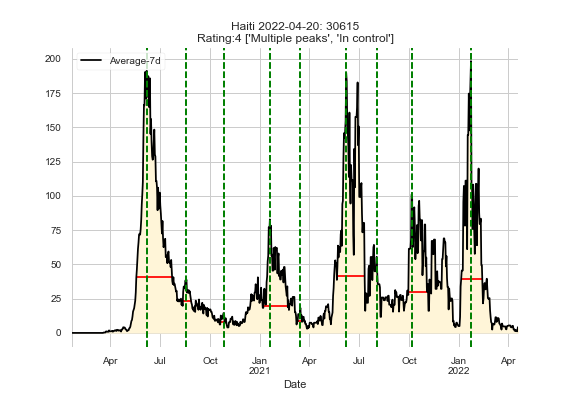 Haiti 2022-04-20: 30615
Rating:4 ['Multiple peaks', 'In control']
Average-7d
200
175
150
125
100
75
50
25
0
Apr
Jul
Oct
Jan
2021
Apr
Jul
Oct
Jan
2022
Apr
Date